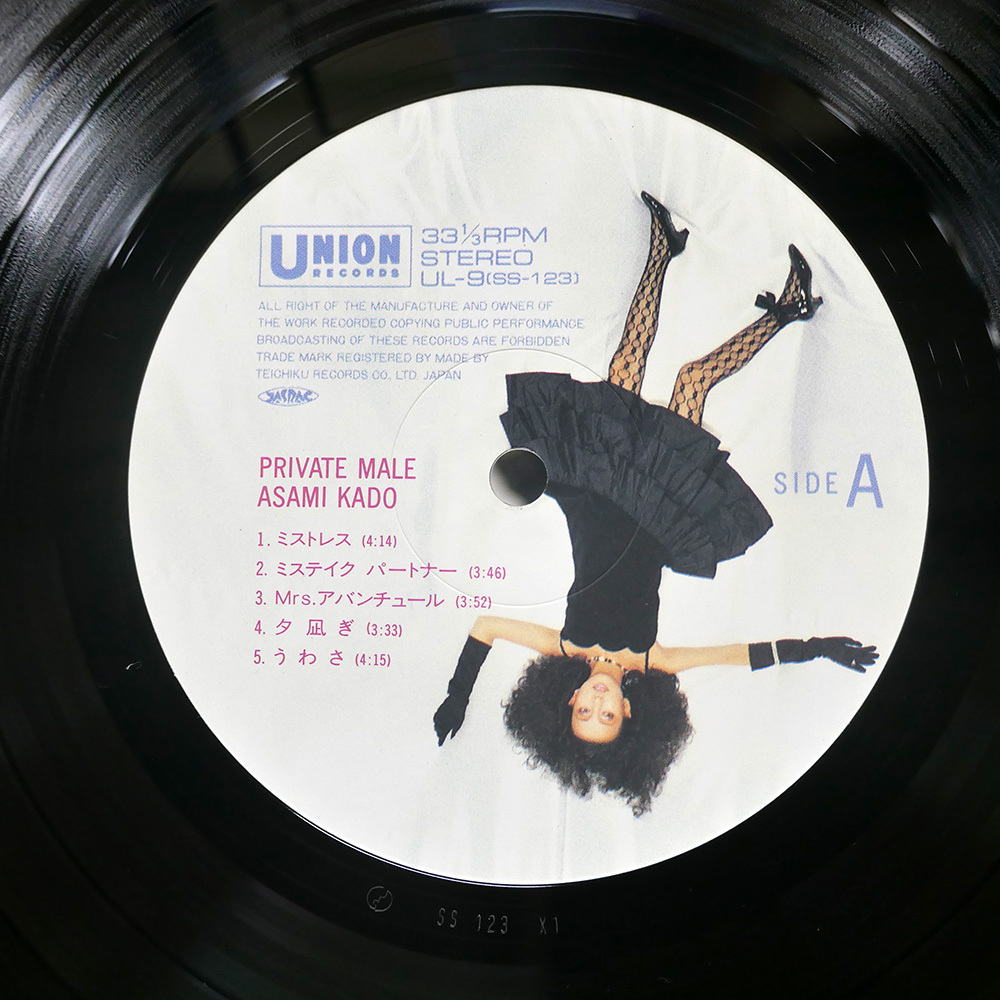 UNION
RECORDS
33 1/3 RPM
STEREO
UL-9(SS-123)
ALL RIGHT OF THE MANUFACTURE AND OWNER OF
THE WORK RECORDED COPYING PUBLIC PERFORMANCE
BROADCASTING OF THESE RECORDS ARE FORBIDDEN
TRADE MARK REGISTERED BY MADE BY
TEICHIKU RECORDS CO., LTD. JAPAN
JASRAC
PRIVATE MALE
ASAMI KADO
SIDE A
1. ミストレス (4:14)
2. ミステイク パートナー (3:46)
3. Mrs.アバンチュール (3:52)
4. 夕 凪 ぎ (3:33)
5. う わ さ (4:15)
SS 123 X1